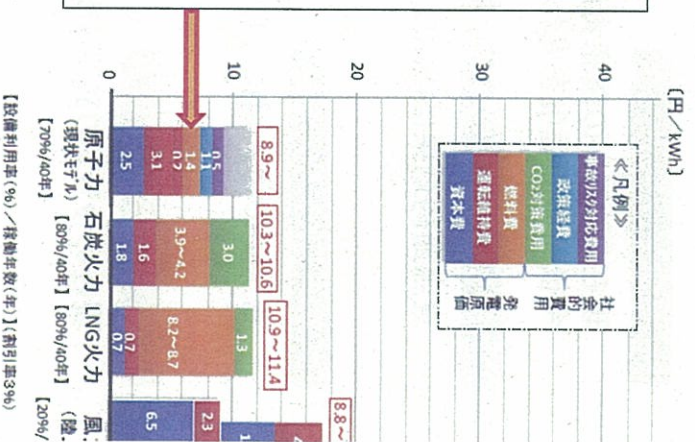 〔円／kWh〕
40
30
20
10
0
≪凡例≫
事故リスク対応費用
政策経費
CO₂対策費用
燃料費
運転維持費
資本費
社会的費用
発電原価
8.9～
0.5
1.1
1.4
0.2
3.1
2.5
10.3～10.6
3.0
3.9～4.2
1.6
1.8
10.9～11.4
1.3
8.2～8.7
0.7
0.7
8.8～
2.3
6.5
原子力
（現状モデル）
［70%/40年］
石炭火力
［80%/40年］
LNG火力
［80%/40年］
［20%/
【設備利用率(%)／稼働年数(年)】(割引率3%)